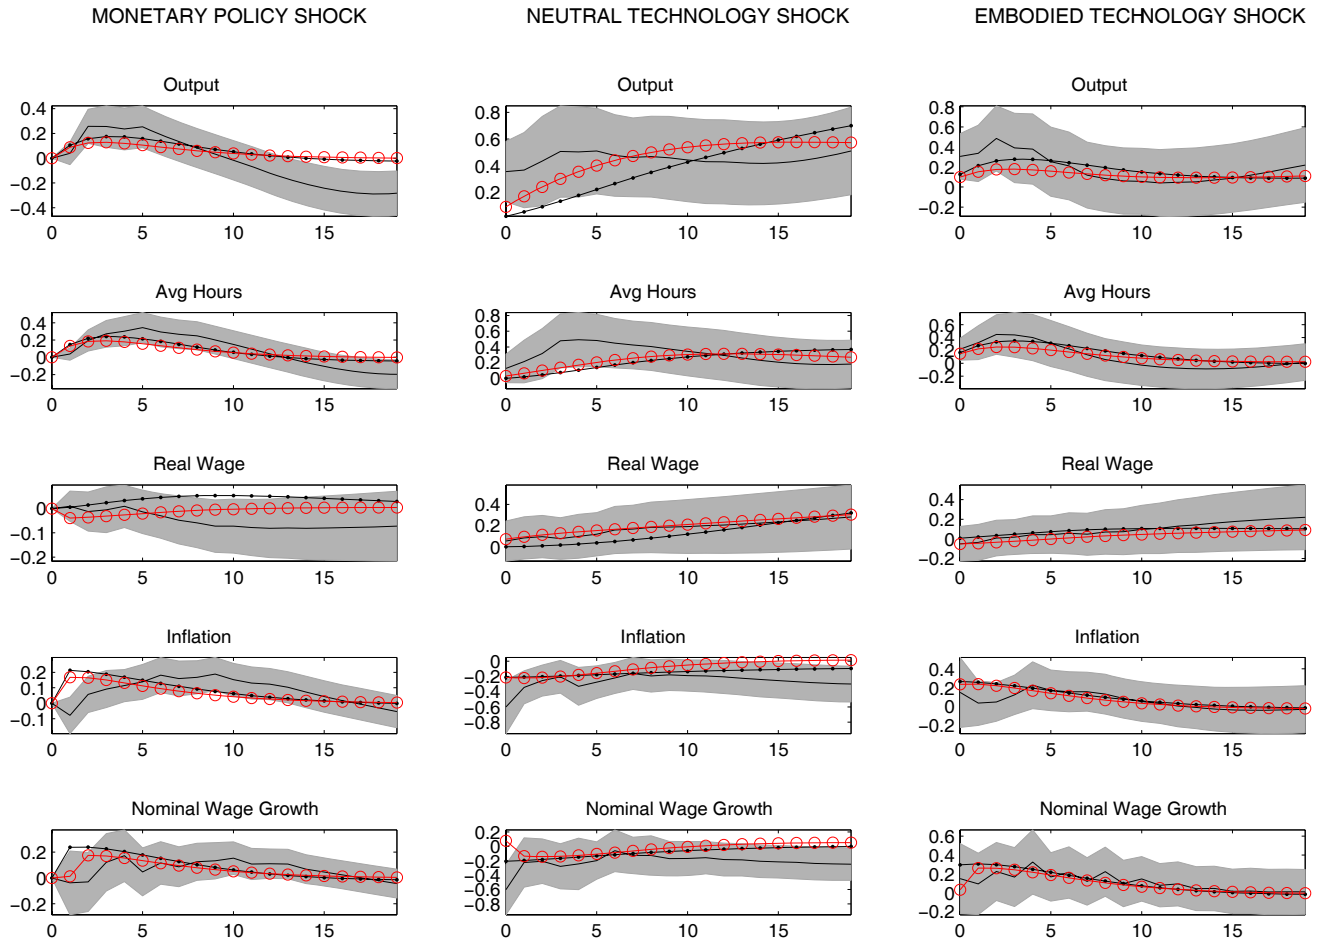 MONETARY POLICY SHOCK NEUTRAL TECHNOLOGY SHOCK EMBODIED TECHNOLOGY SHOCK
Output Output Output
0.4 0.2 0 −0.2 −0.4
0.8 0.6 0.4 0.2
0.8 0.6 0.4 0.2 0 −0.2
0 5 10 15 0 5 10 15 0 5 10 15
Avg Hours Avg Hours Avg Hours
0.4 0.2 0 −0.2
0.8 0.6 0.4 0.2 0
0.6 0.4 0.2 0 −0.2
0 5 10 15 0 5 10 15 0 5 10 15
Real Wage Real Wage Real Wage
0 −0.1 −0.2
0.4 0.2 0
0.4 0.2 0 −0.2
0 5 10 15 0 5 10 15 0 5 10 15
Inflation Inflation Inflation
0.2 0.1 0 −0.1
0 −0.2 −0.4 −0.6 −0.8
0.4 0.2 0 −0.2
0 5 10 15 0 5 10 15 0 5 10 15
Nominal Wage Growth Nominal Wage Growth Nominal Wage Growth
0.2 0 −0.2
0.2 0 −0.2 −0.4 −0.6 −0.8
0.6 0.4 0.2 0 −0.2
0 5 10 15 0 5 10 15 0 5 10 15